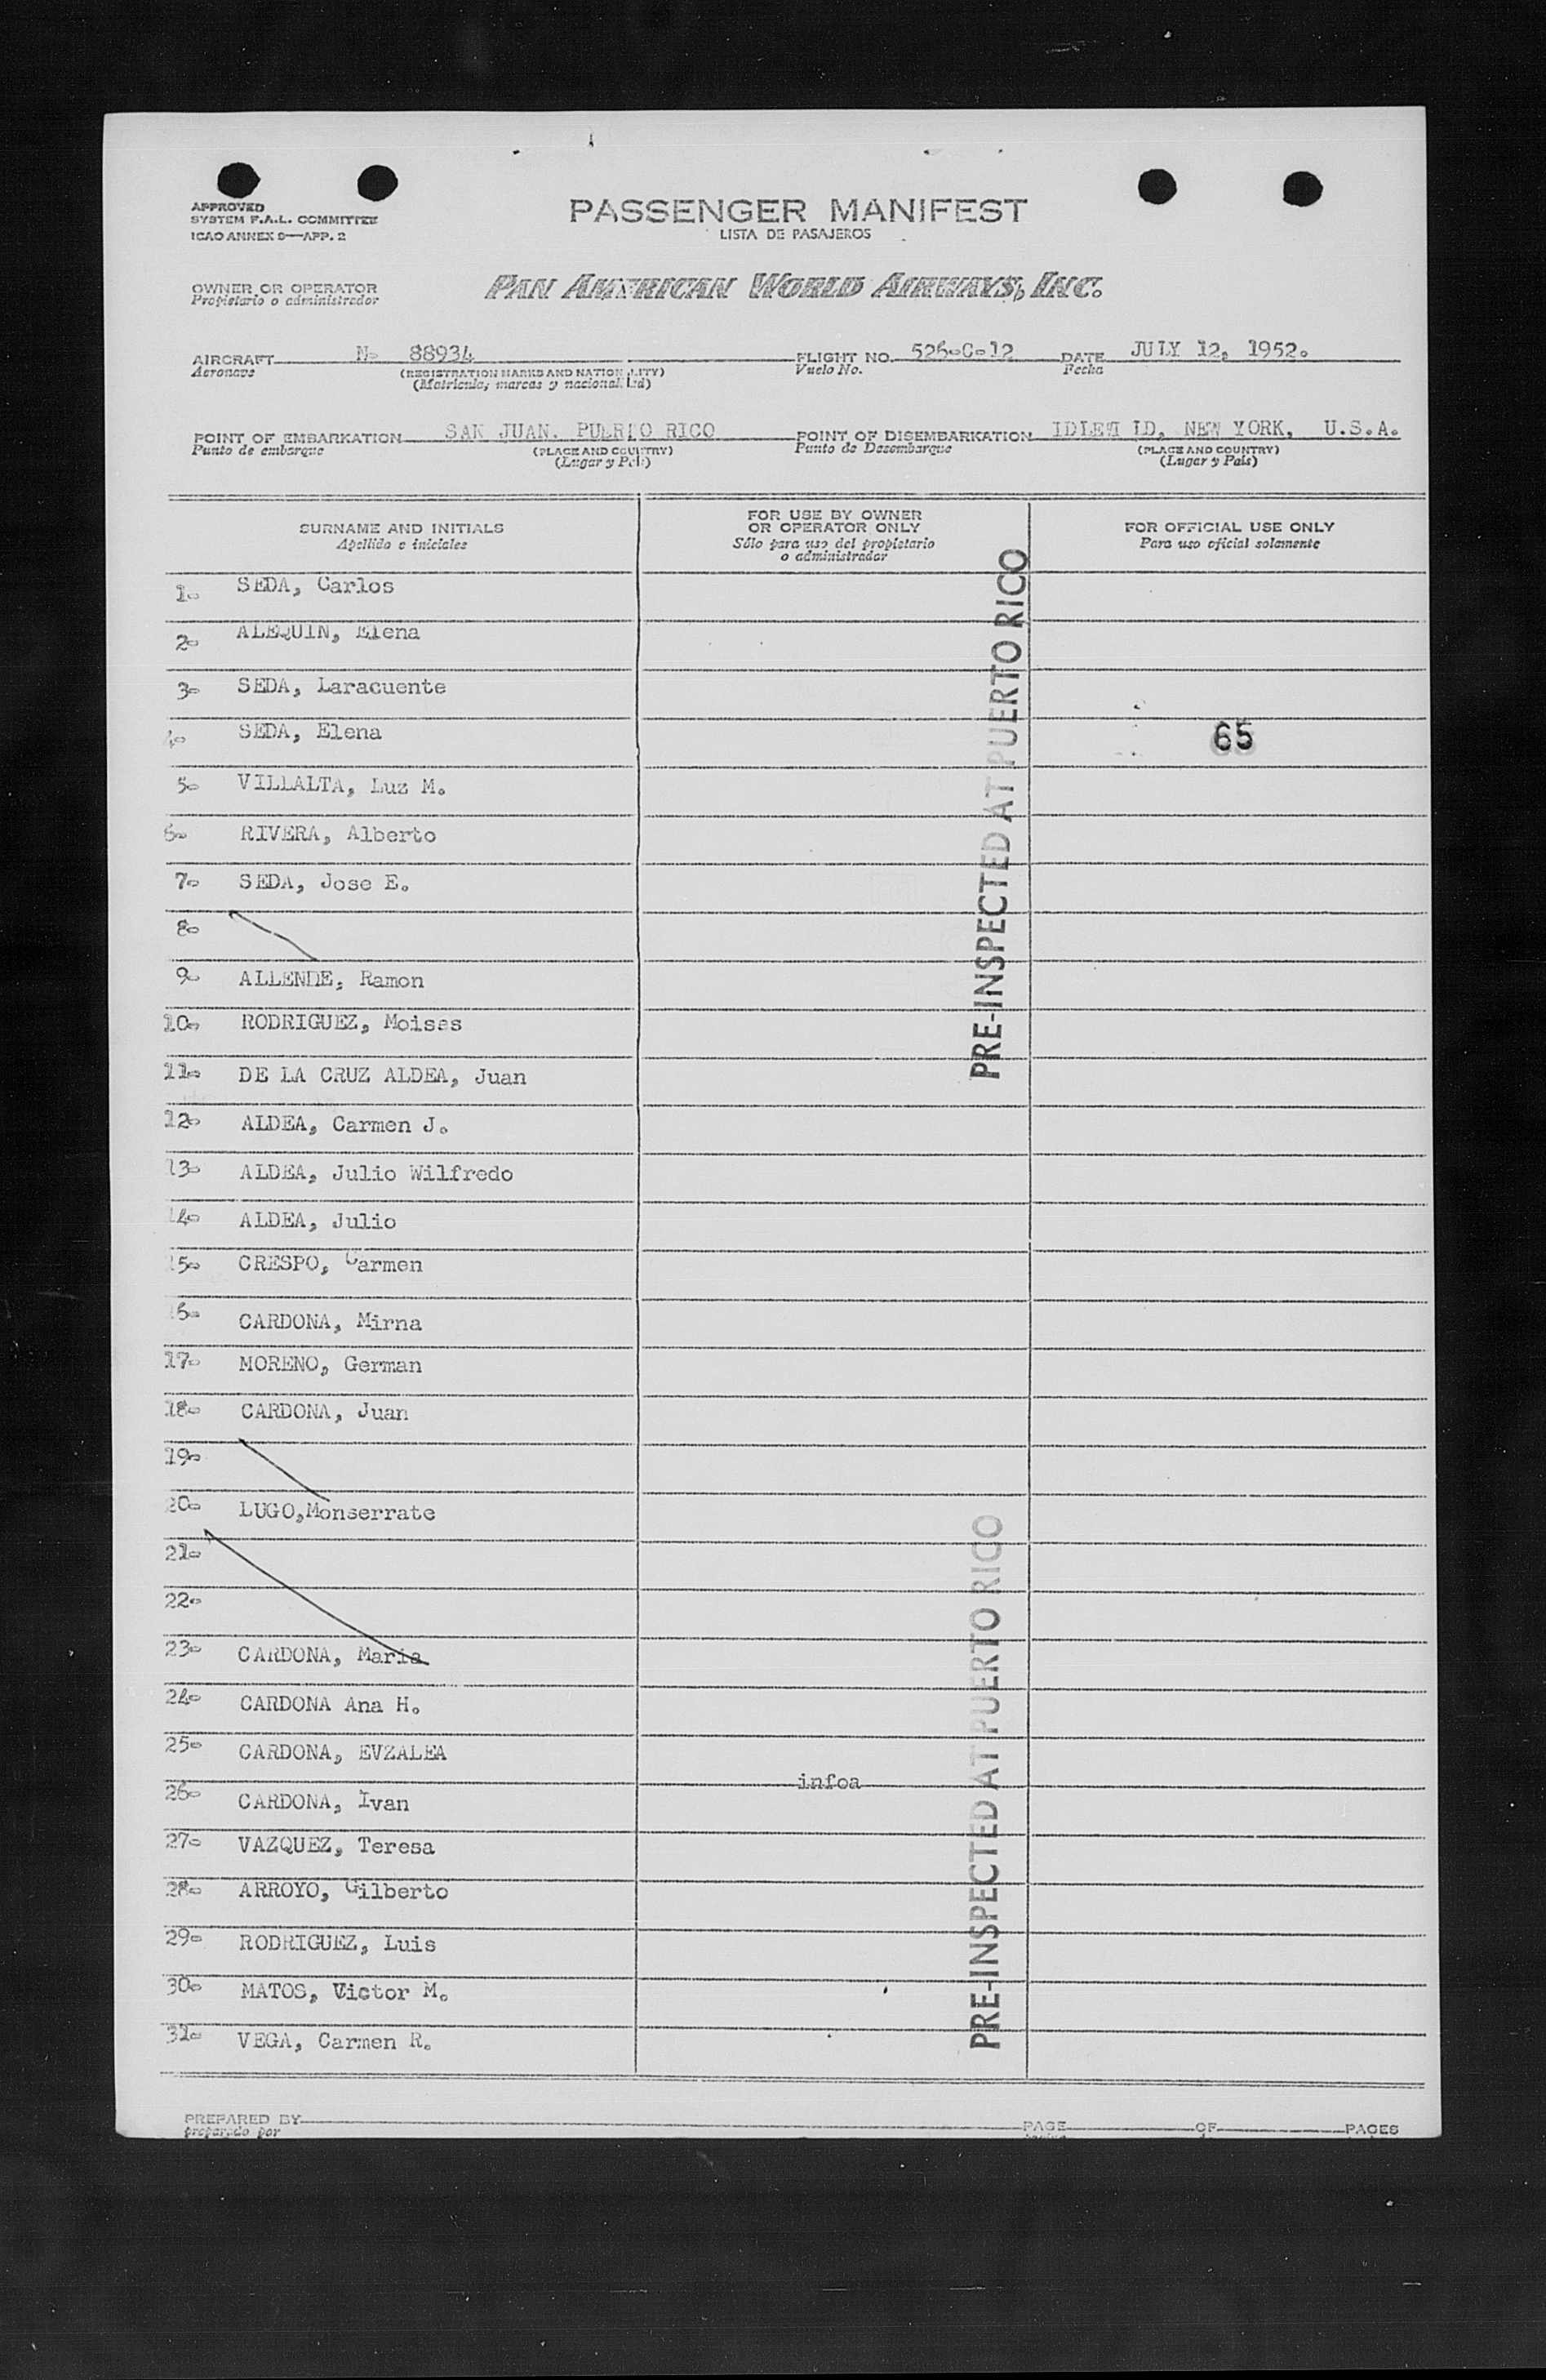 APPROVED
SYSTEM F.A.L. COMMITTEE
ICAO ANNEX 9—APP. 2
PASSENGER MANIFEST
LISTA DE PASAJEROS
OWNER OR OPERATOR
Propietario o administrador
PAN AMERICAN WORLD AIRWAYS, INC.
AIRCRAFT N- 88934 FLIGHT NO. 526-C-12 DATE JULY 12, 1952.
Aeronave (REGISTRATION MARKS AND NATIONALITY) Vuelo No. Fecha
(Matricula, marcas y nacionalidad)
POINT OF EMBARKATION SAN JUAN, PUERTO RICO POINT OF DISEMBARKATION IDLEWILD, NEW YORK, U.S.A.
Punto de embarque (PLACE AND COUNTRY) Punto de Desembarque (PLACE AND COUNTRY)
(Lugar y País) (Lugar y País)
SURNAME AND INITIALS
Apellido e iniciales
FOR USE BY OWNER
OR OPERATOR ONLY
Sólo para uso del propietario
o administrador
FOR OFFICIAL USE ONLY
Para uso oficial solamente
1- SEDA, Carlos
2- ALEQUIN, Elena
3- SEDA, Laracuente
4- SEDA, Elena
65
5- VILLALTA, Luz M.
6- RIVERA, Alberto
7- SEDA, Jose E.
8-
9- ALLENDE, Ramon
10- RODRIGUEZ, Moises
11- DE LA CRUZ ALDEA, Juan
12- ALDEA, Carmen J.
13- ALDEA, Julio Wilfredo
14- ALDEA, Julio
15- CRESPO, Carmen
16- CARDONA, Mirna
17- MORENO, German
18- CARDONA, Juan
19-
20- LUGO,Monserrate
21-
22-
23- CARDONA, Maria
24- CARDONA Ana H.
25- CARDONA, EVZALEA
26- CARDONA, Ivan infoa
27- VAZQUEZ, Teresa
28- ARROYO, Gilberto
29- RODRIGUEZ, Luis
30- MATOS, Victor M.
31- VEGA, Carmen R.
PRE-INSPECTED AT PUERTO RICO
PRE-INSPECTED AT PUERTO RICO
PREPARED BY PAGE OF PAGES
preparado por